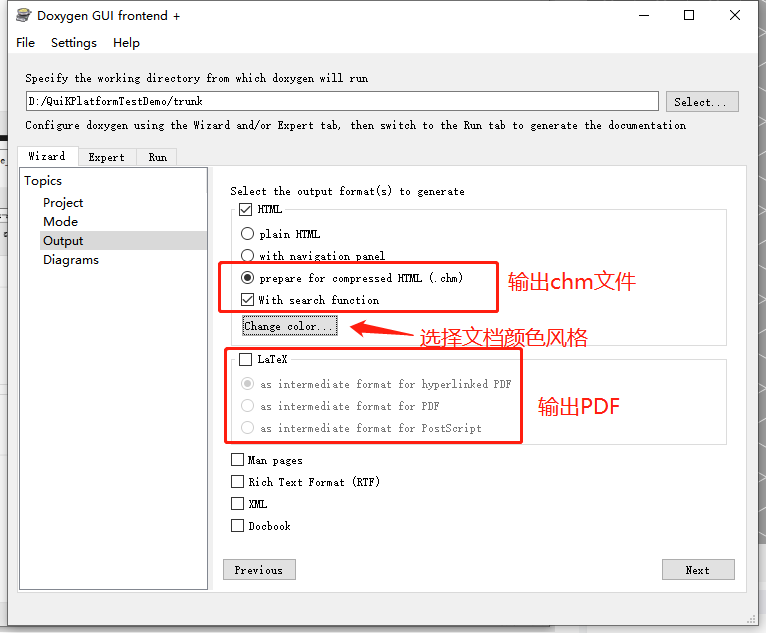 Doxygen GUI frontend +
File Settings Help
Specify the working directory from which doxygen will run
D:/QuiKPlatformTestDemo/trunk
Select...
Configure doxygen using the Wizard and/or Expert tab, then switch to the Run tab to generate the documentation
Wizard Expert Run
Topics
Project
Mode
Output
Diagrams
Select the output format(s) to generate
HTML
plain HTML
with navigation panel
prepare for compressed HTML (.chm)
输出chm文件
With search function
Change color...
选择文档颜色风格
LaTeX
as intermediate format for hyperlinked PDF
as intermediate format for PDF
输出PDF
as intermediate format for PostScript
Man pages
Rich Text Format (RTF)
XML
Docbook
Previous
Next